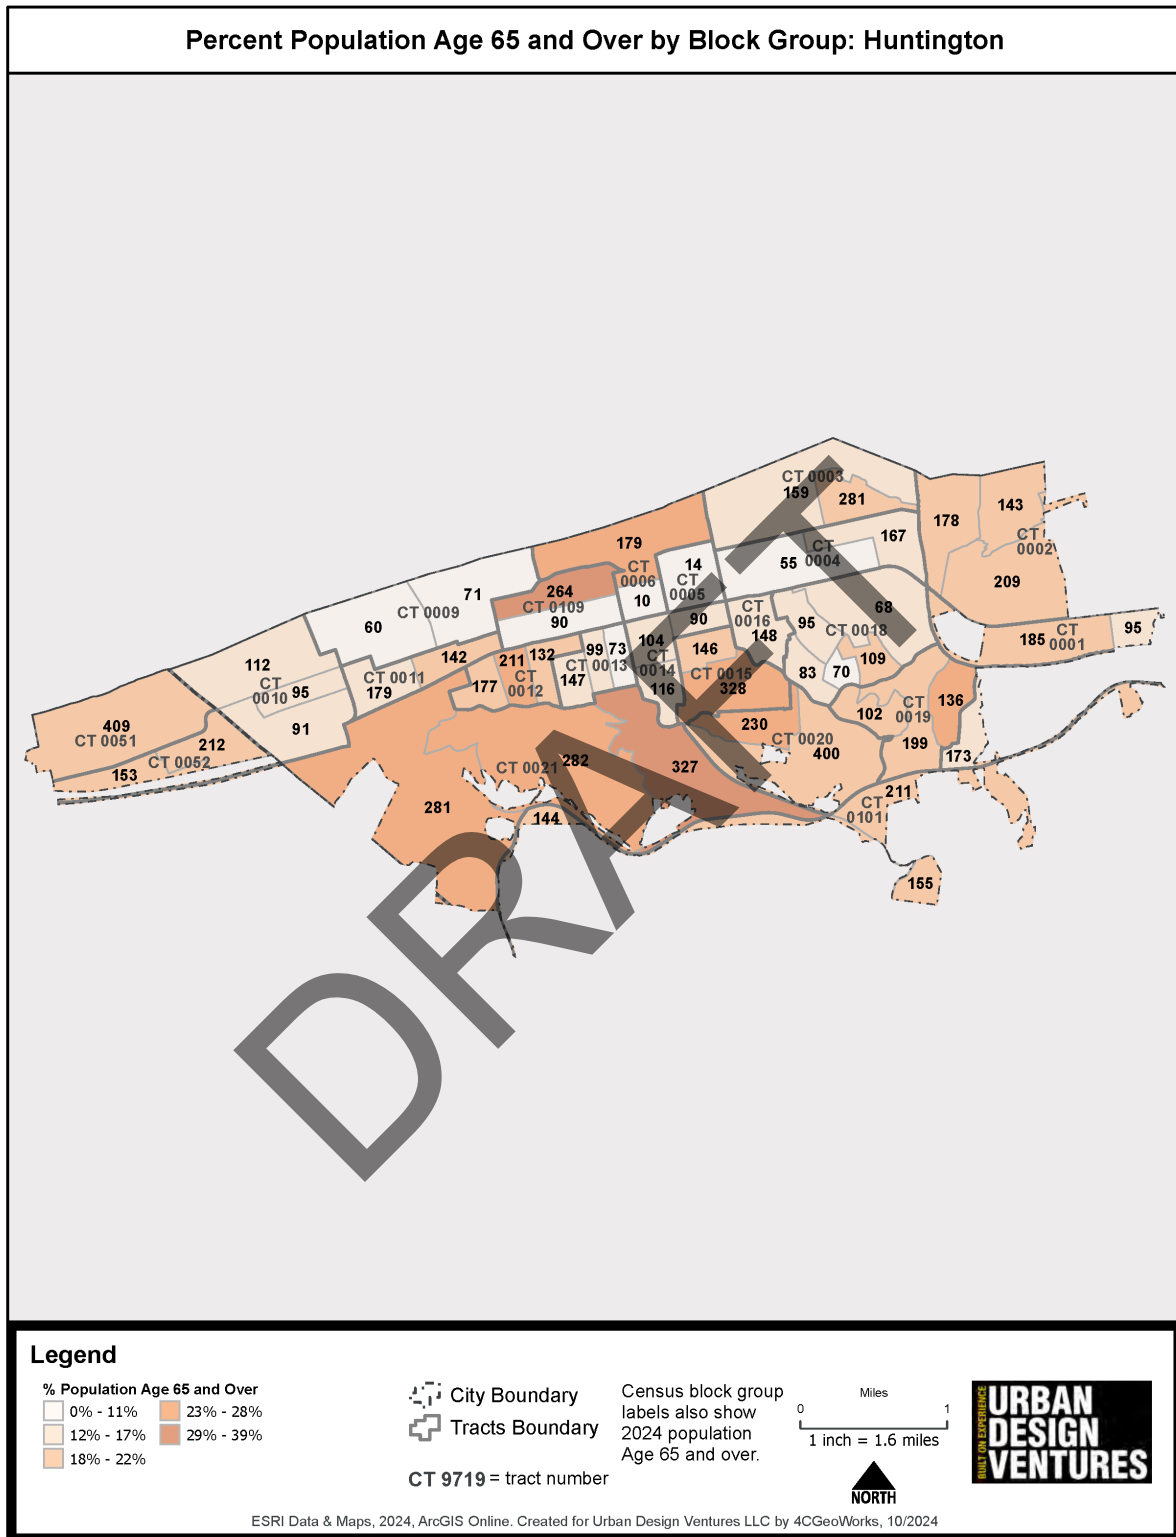 Percent Population Age 65 and Over by Block Group: Huntington
CT 0003
159
281
178
143
CT
0002
209
167
179
CT
0006
14
CT
0005
55
CT
0004
264
CT 0109
90
10
71
CT 0009
60
90
CT
0016
148
95
CT 0018
68
185
CT
0001
95
112
CT
0010
95
91
CT 0011
179
142
177
211
132
CT
0012
147
99
73
CT
0013
104
CT
0014
116
146
CT 0015
328
83
70
109
102
CT
0019
136
199
173
230
CT 0020
400
409
CT 0051
212
CT 0052
153
CT 0021
282
327
281
144
211
CT
0101
155
DRAFT
Legend
% Population Age 65 and Over
0% - 11%
12% - 17%
18% - 22%
23% - 28%
29% - 39%
City Boundary
Tracts Boundary
CT 9719 = tract number
Census block group
labels also show
2024 population
Age 65 and over.
Miles
0 1
1 inch = 1.6 miles
NORTH
BUILT ON EXPERIENCE
URBAN
DESIGN
VENTURES
ESRI Data & Maps, 2024, ArcGIS Online. Created for Urban Design Ventures LLC by 4CGeoWorks, 10/2024